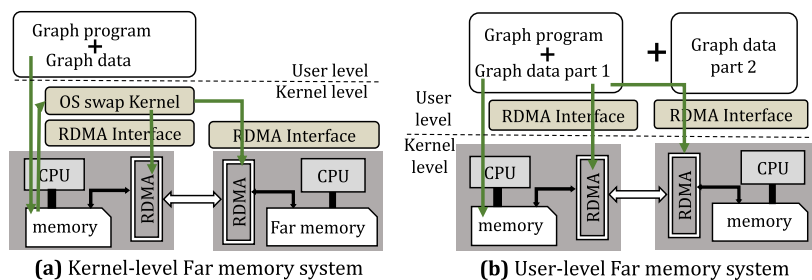 Graph program
+
Graph data
User level
Kernel level
OS swap Kernel
RDMA Interface
RDMA Interface
CPU
RDMA
memory
RDMA
CPU
Far memory
(a) Kernel-level Far memory system
Graph program
+
Graph data part 1
+
Graph data
part 2
User
level
RDMA Interface
RDMA Interface
Kernel
level
CPU
RDMA
memory
RDMA
CPU
memory
(b) User-level Far memory system